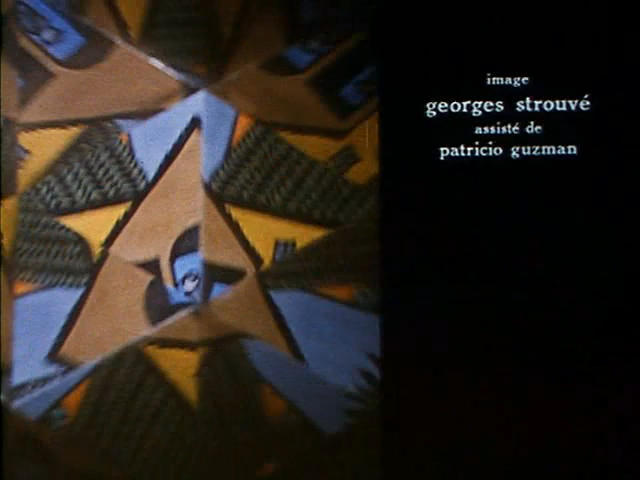 image
georges strouvé
assisté de
patricio guzman